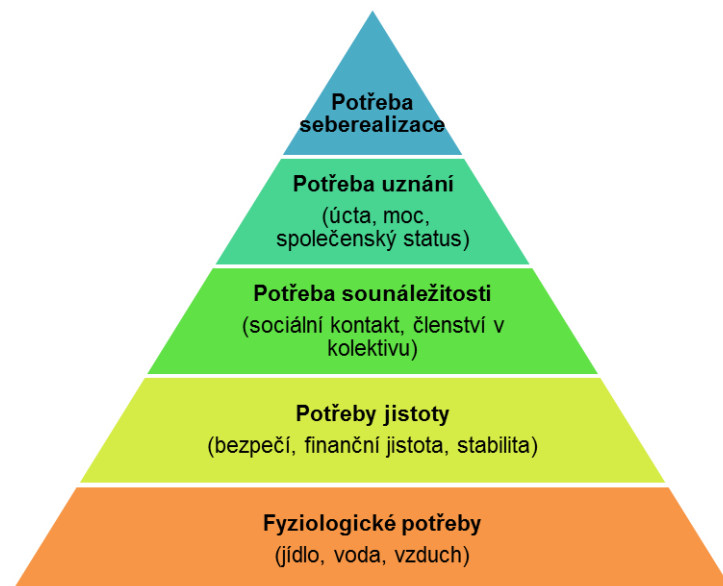 Potřeba
seberealizace
Potřeba uznání
(úcta, moc,
společenský status)
Potřeba sounáležitosti
(sociální kontakt, členství v
kolektivu)
Potřeby jistoty
(bezpečí, finanční jistota, stabilita)
Fyziologické potřeby
(jídlo, voda, vzduch)